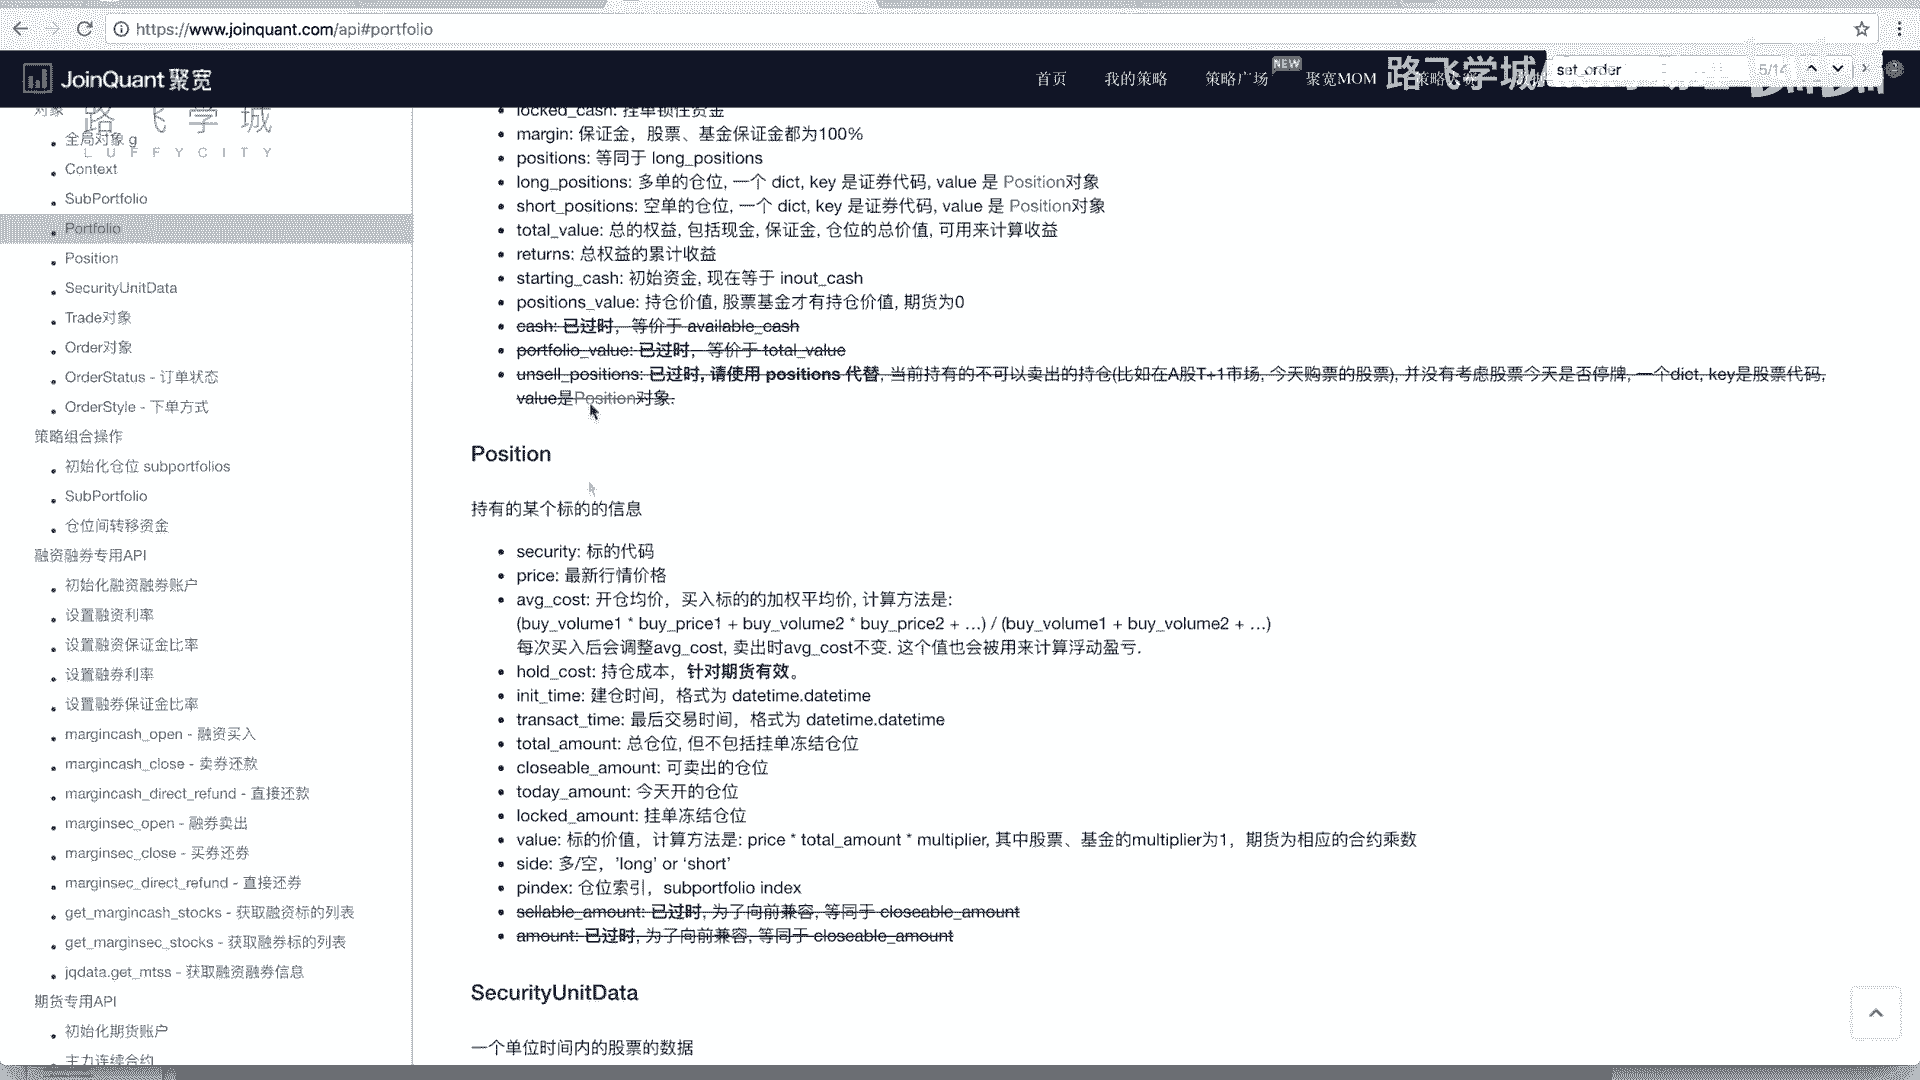 https://www.joinquant.com/api#portfolio
JoinQuant 聚宽
首页
我的策略
策略广场
NEW
聚宽MOM
路飞学城
set_order
5/14
路飞学城
LUFFYCITY
对象
全局对象 g
Context
SubPortfolio
Portfolio
Position
SecurityUnitData
Trade对象
Order对象
OrderStatus - 订单状态
OrderStyle - 下单方式
策略组合操作
初始化仓位 subportfolios
SubPortfolio
仓位间转移资金
融资融券专用API
初始化融资融券账户
设置融资利率
设置融资保证金比率
设置融券利率
设置融券保证金比率
margincash_open - 融资买入
margincash_close - 卖券还款
margincash_direct_refund - 直接还款
marginsec_open - 融券卖出
marginsec_close - 买券还券
marginsec_direct_refund - 直接还券
get_margincash_stocks - 获取融资标的列表
get_marginsec_stocks - 获取融券标的列表
jqdata.get_mtss - 获取融资融券信息
期货专用API
初始化期货账户
主力连续合约
locked_cash: 挂单锁住资金
margin: 保证金，股票、基金保证金都为100%
positions: 等同于 long_positions
long_positions: 多单的仓位, 一个 dict, key 是证券代码, value 是 Position对象
short_positions: 空单的仓位, 一个 dict, key 是证券代码, value 是 Position对象
total_value: 总的权益, 包括现金, 保证金, 仓位的总价值, 可用来计算收益
returns: 总权益的累计收益
starting_cash: 初始资金, 现在等于 inout_cash
positions_value: 持仓价值, 股票基金才有持仓价值, 期货为0
cash: 已过时， 等价于 available_cash
portfolio_value: 已过时， 等价于 total_value
unsell_positions: 已过时, 请使用 positions 代替, 当前持有的不可以卖出的持仓(比如在A股T+1市场, 今天购票的股票), 并没有考虑股票今天是否停牌, 一个dict, key是股票代码,
value是Position对象.
Position
持有的某个标的的信息
security: 标的代码
price: 最新行情价格
avg_cost: 开仓均价，买入标的的加权平均价, 计算方法是:
(buy_volume1 * buy_price1 + buy_volume2 * buy_price2 + …) / (buy_volume1 + buy_volume2 + …)
每次买入后会调整avg_cost, 卖出时avg_cost不变. 这个值也会被用来计算浮动盈亏.
hold_cost: 持仓成本，针对期货有效。
init_time: 建仓时间，格式为 datetime.datetime
transact_time: 最后交易时间，格式为 datetime.datetime
total_amount: 总仓位, 但不包括挂单冻结仓位
closeable_amount: 可卖出的仓位
today_amount: 今天开的仓位
locked_amount: 挂单冻结仓位
value: 标的价值，计算方法是: price * total_amount * multiplier, 其中股票、基金的multiplier为1，期货为相应的合约乘数
side: 多/空，’long’ or ‘short’
pindex: 仓位索引，subportfolio index
sellable_amount: 已过时, 为了向前兼容, 等同于 closeable_amount
amount: 已过时, 为了向前兼容, 等同于 closeable_amount
SecurityUnitData
一个单位时间内的股票的数据